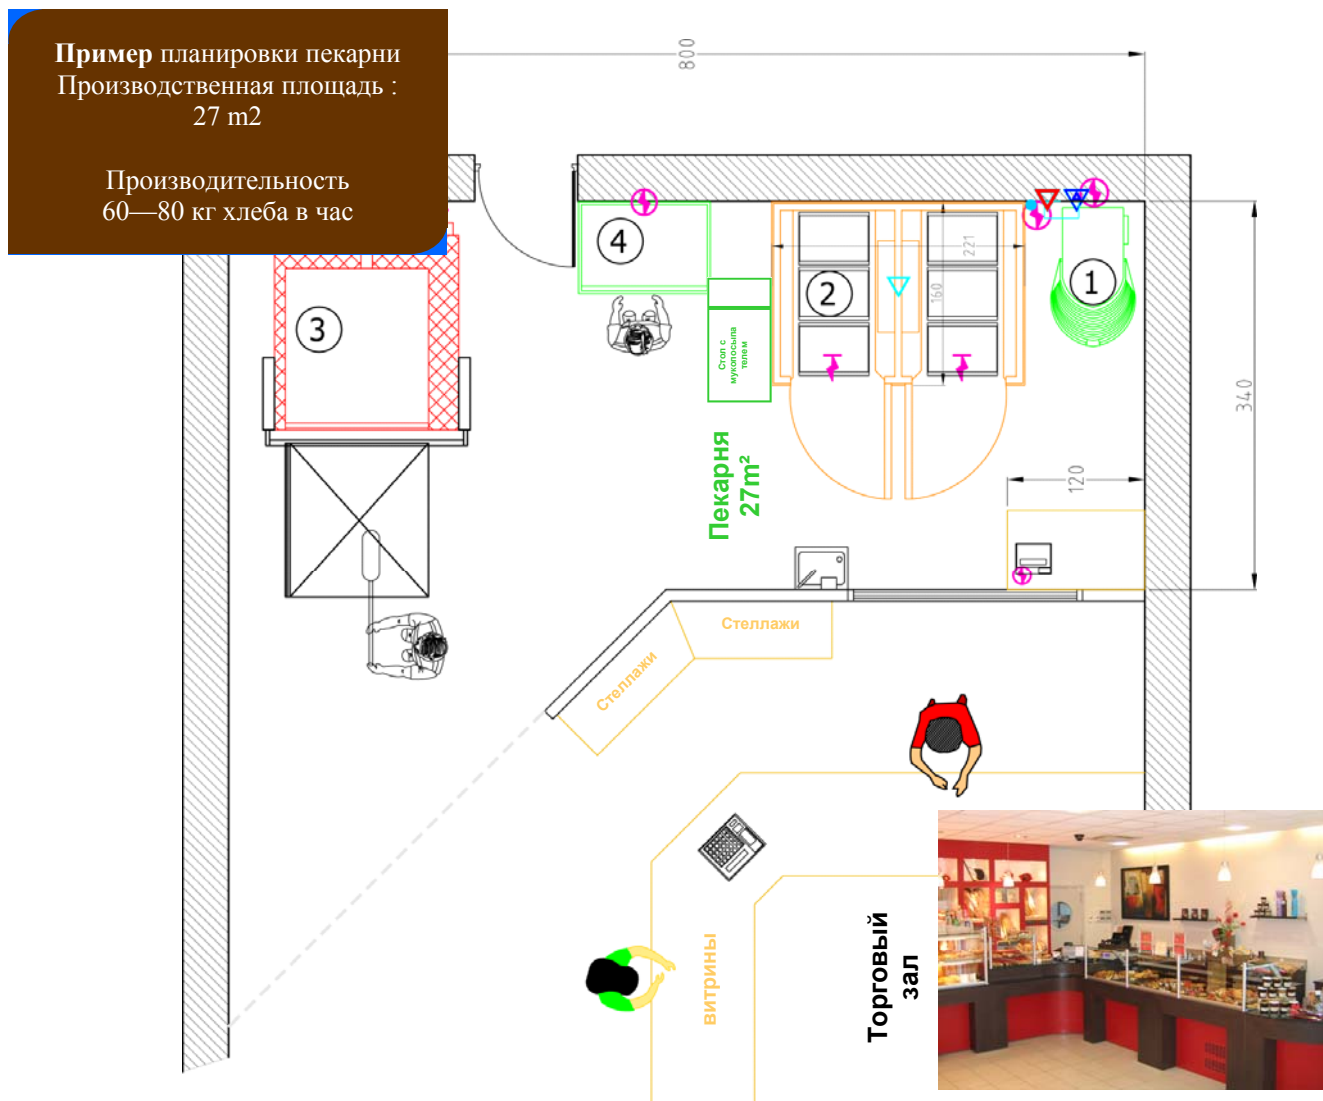 Пример планировки пекарни
Производственная площадь :
27 m2
Производительность
60—80 кг хлеба в час
800
4
2
1
3
221
160
340
120
Стол с
мукопосыпа
телем
Пекарня
27m²
Стеллажи
Стеллажи
витрины
Торговый
зал